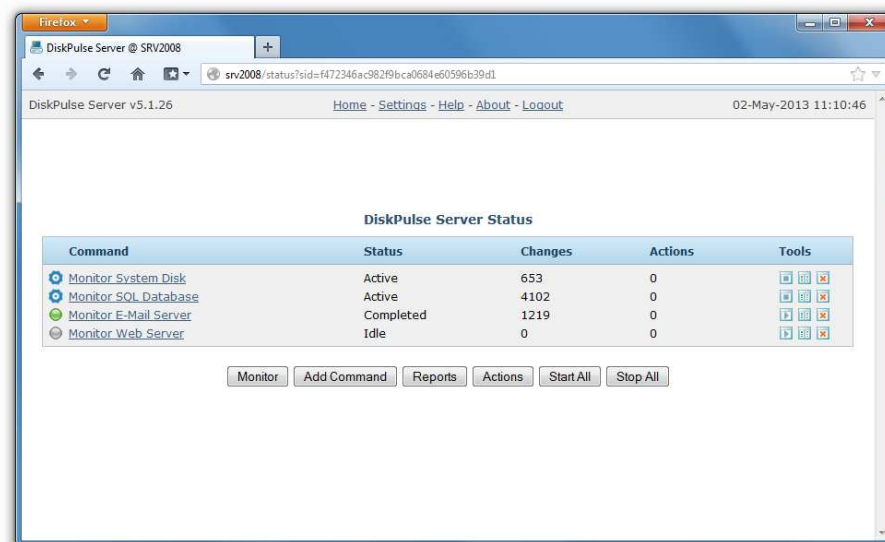 Firefox
DiskPulse Server @ SRV2008
srv2008/status?sid=f472346ac982f9bca0684e60596b39d1
DiskPulse Server v5.1.26 Home - Settings - Help - About - Logout 02-May-2013 11:10:46
DiskPulse Server Status
Command Status Changes Actions Tools
Monitor System Disk Active 653 0
Monitor SQL Database Active 4102 0
Monitor E-Mail Server Completed 1219 0
Monitor Web Server Idle 0 0
Monitor Add Command Reports Actions Start All Stop All